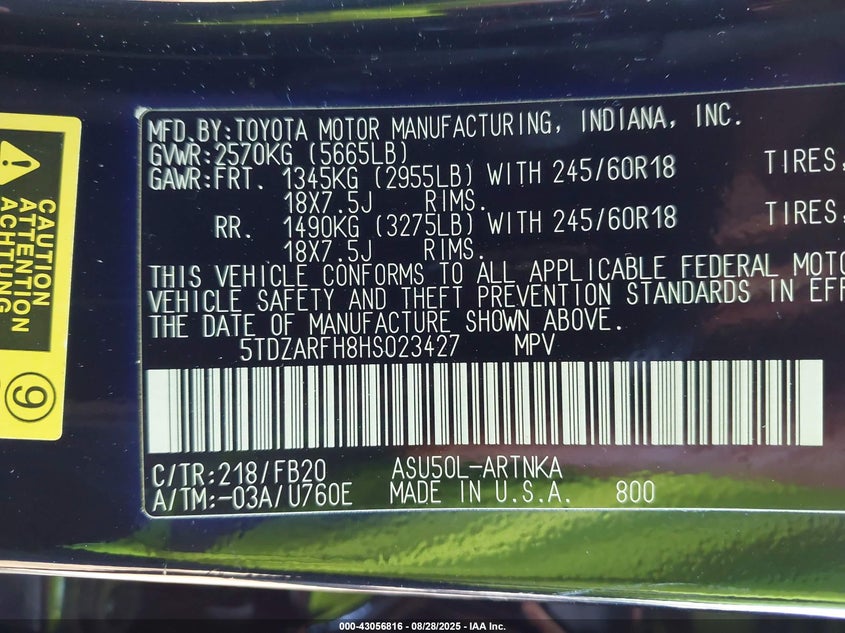 MFD.BY:TOYOTA MOTOR MANUFACTURING, INDIANA, INC.
GVWR:2570KG (5665LB)
GAWR:FRT. 1345KG (2955LB) WITH 245/60R18 TIRES,
18X7.5J RIMS.
RR. 1490KG (3275LB) WITH 245/60R18 TIRES,
18X7.5J RIMS.
THIS VEHICLE CONFORMS TO ALL APPLICABLE FEDERAL MOTO
VEHICLE SAFETY AND THEFT PREVENTION STANDARDS IN EFF
THE DATE OF MANUFACTURE SHOWN ABOVE.
5TDZARFH8HS023427 MPV
C/TR:218/FB20 ASU50L-ARTNKA
A/TM:-03A/U760E MADE IN U.S.A. 800
CAUTION
ATTENTION
ACHTUNG
9
000-43056816 - 08/28/2025 - IAA Inc.